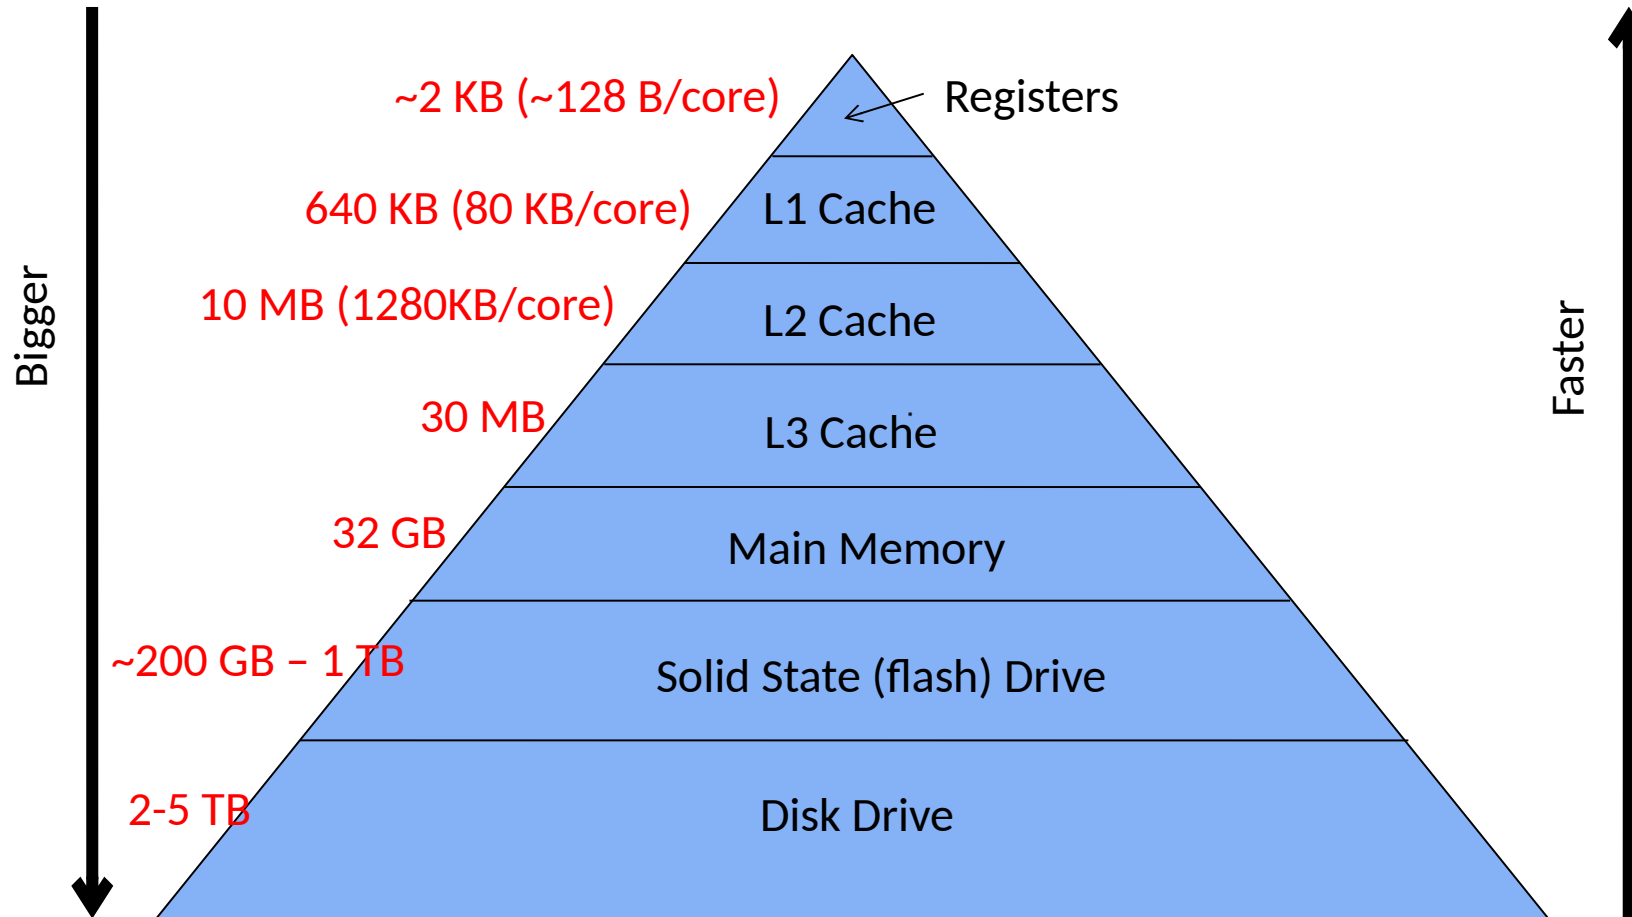 ~2 KB (~128 B/core)
Registers
640 KB (80 KB/core)
L1 Cache
10 MB (1280KB/core)
L2 Cache
Bigger
Faster
30 MB
L3 Cache
32 GB
Main Memory
~200 GB – 1 TB
Solid State (flash) Drive
2-5 TB
Disk Drive